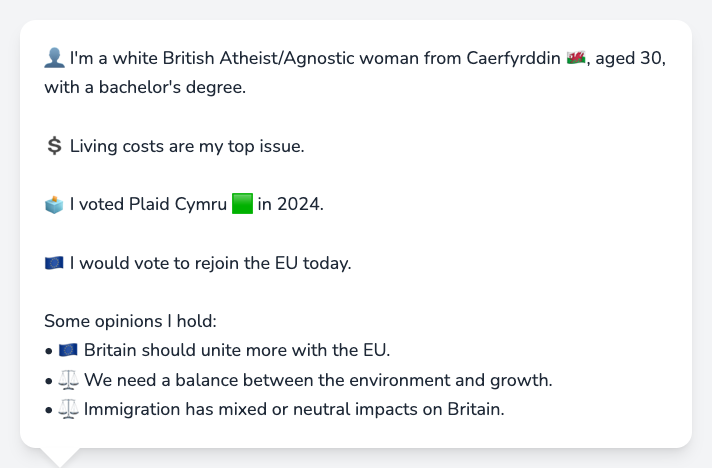 👤 I'm a white British Atheist/Agnostic woman from Caerfyrddin 🏴󠁧󠁢󠁷󠁬󠁳󠁿, aged 30,
with a bachelor's degree.
💲 Living costs are my top issue.
🗳️ I voted Plaid Cymru 🟩 in 2024.
🇪🇺 I would vote to rejoin the EU today.
Some opinions I hold:
• 🇪🇺 Britain should unite more with the EU.
• ⚖️ We need a balance between the environment and growth.
• ⚖️ Immigration has mixed or neutral impacts on Britain.